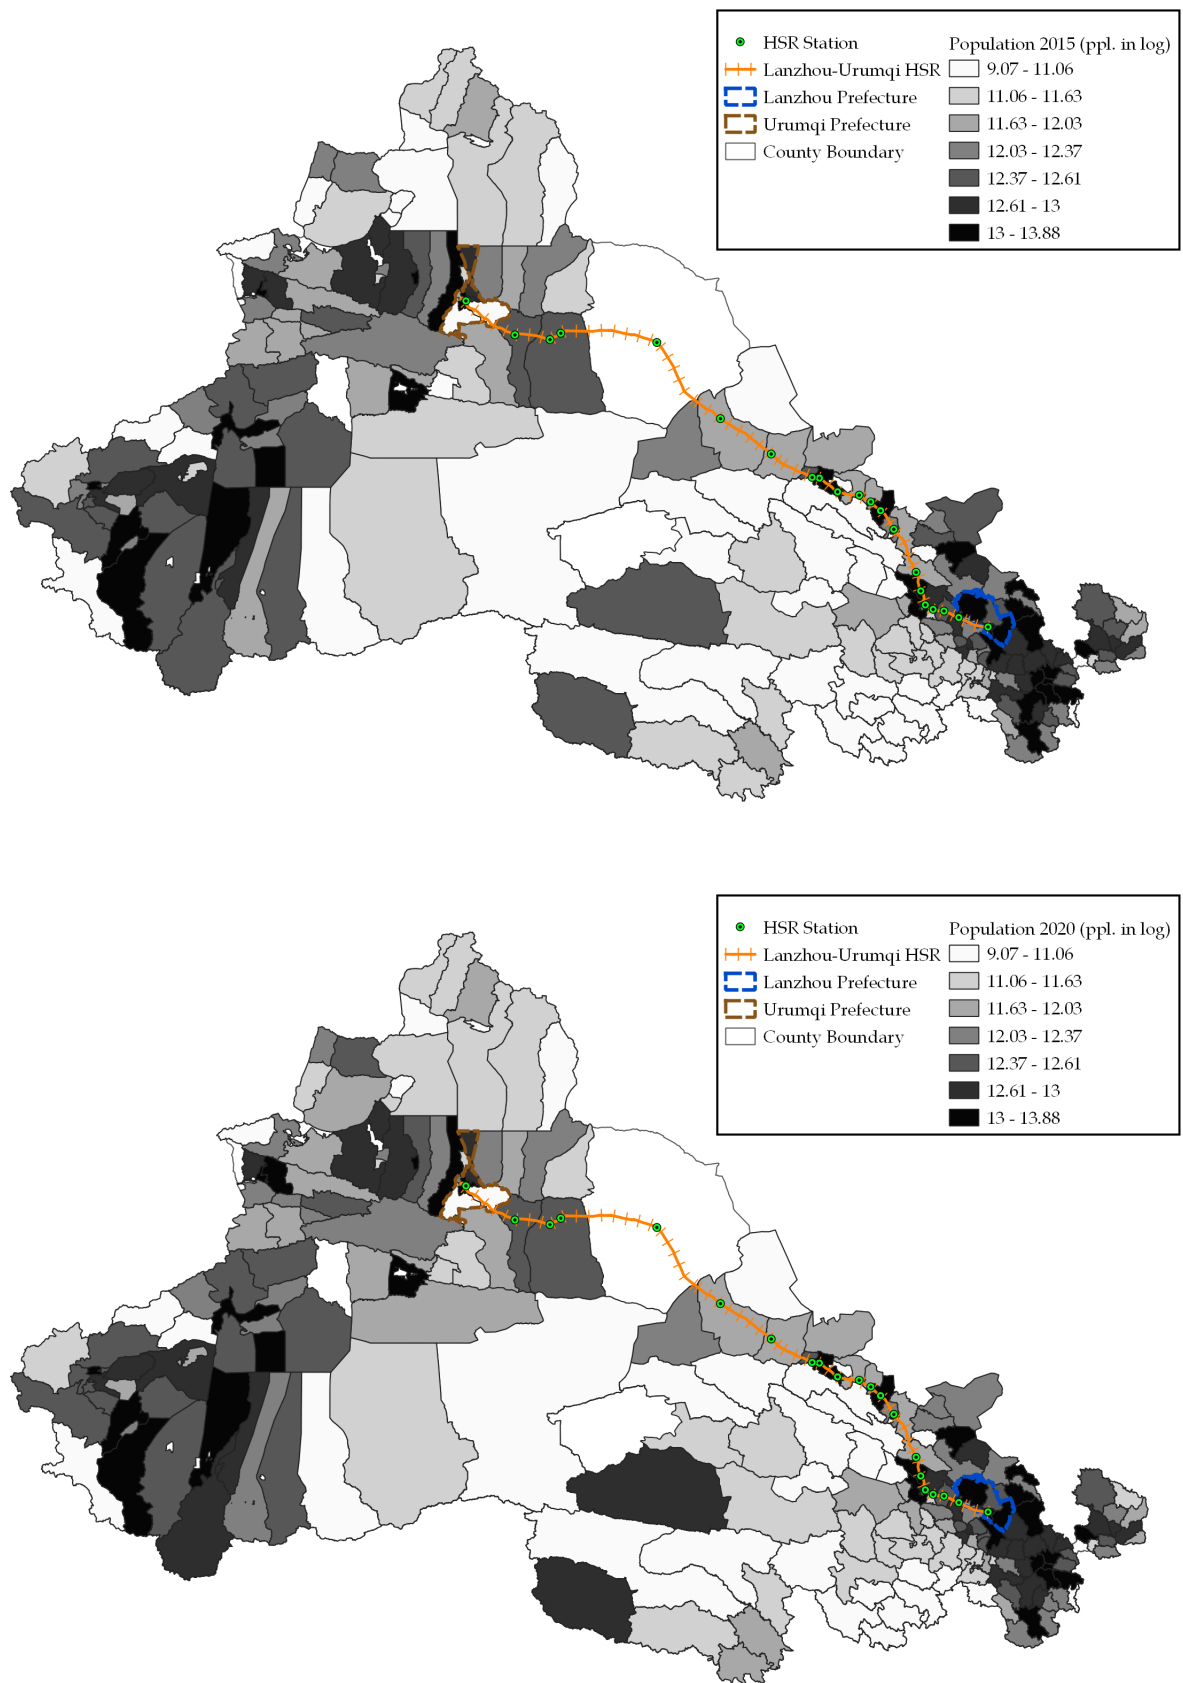 HSR Station
Lanzhou-Urumqi HSR
Lanzhou Prefecture
Urumqi Prefecture
County Boundary
Population 2015 (ppl. in log)
9.07 - 11.06
11.06 - 11.63
11.63 - 12.03
12.03 - 12.37
12.37 - 12.61
12.61 - 13
13 - 13.88
HSR Station
Lanzhou-Urumqi HSR
Lanzhou Prefecture
Urumqi Prefecture
County Boundary
Population 2020 (ppl. in log)
9.07 - 11.06
11.06 - 11.63
11.63 - 12.03
12.03 - 12.37
12.37 - 12.61
12.61 - 13
13 - 13.88